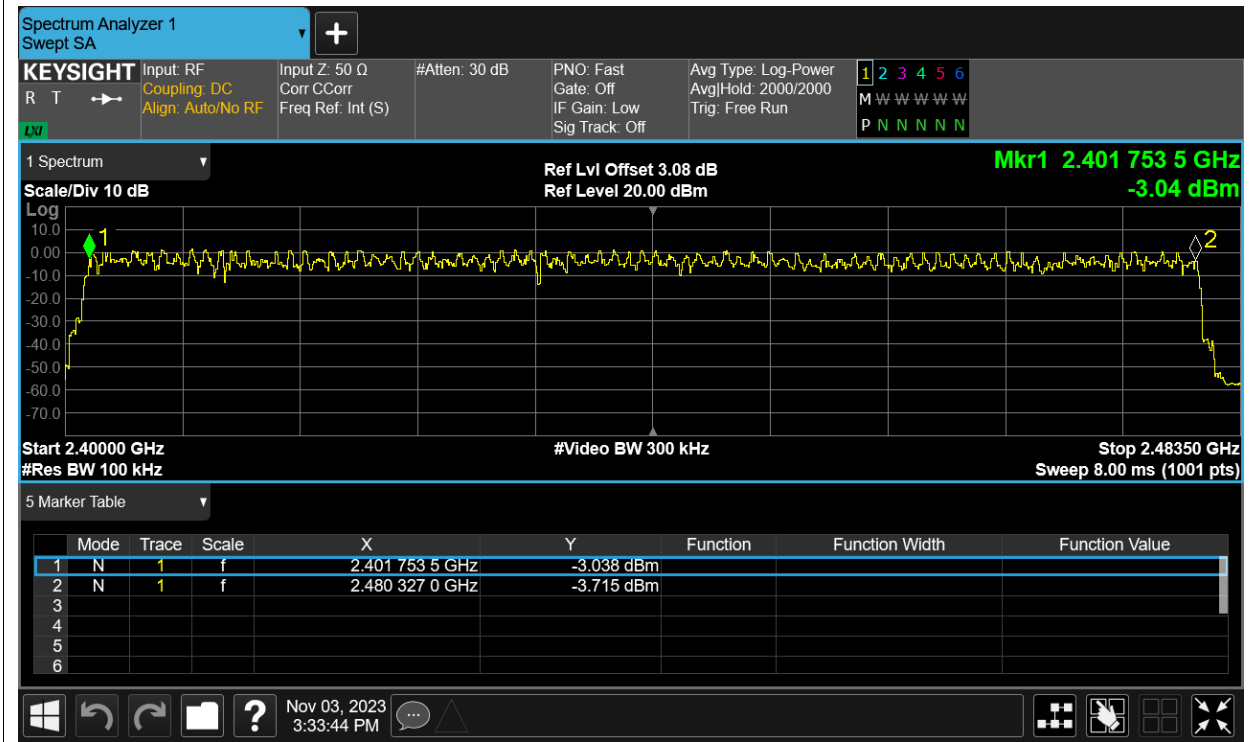 Spectrum Analyzer 1
Swept SA
KEYSIGHT
R T
LXI
Input: RF
Coupling: DC
Align: Auto/No RF
Input Z: 50 Ω
Corr CCorr
Freq Ref: Int (S)
#Atten: 30 dB
PNO: Fast
Gate: Off
IF Gain: Low
Sig Track: Off
Avg Type: Log-Power
Avg|Hold: 2000/2000
Trig: Free Run
1 2 3 4 5 6
M W W W W W
P N N N N N
1 Spectrum
Scale/Div 10 dB
Ref Lvl Offset 3.08 dB
Ref Level 20.00 dBm
Mkr1 2.401 753 5 GHz
-3.04 dBm
Log
10.0
0.00
-10.0
-20.0
-30.0
-40.0
-50.0
-60.0
-70.0
1
2
Start 2.40000 GHz
#Res BW 100 kHz
#Video BW 300 kHz
Stop 2.48350 GHz
Sweep 8.00 ms (1001 pts)
5 Marker Table
Mode Trace Scale X Y Function Function Width Function Value
1 N 1 f 2.401 753 5 GHz -3.038 dBm
2 N 1 f 2.480 327 0 GHz -3.715 dBm
3
4
5
6
?
Nov 03, 2023
3:33:44 PM